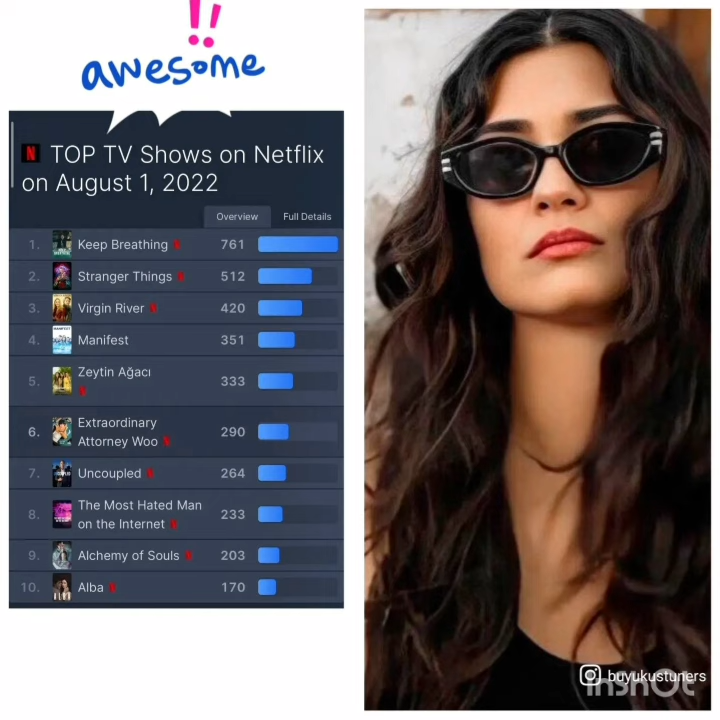 !!
awesome
N TOP TV Shows on Netflix
on August 1, 2022
Overview Full Details
1. Keep Breathing N 761
2. Stranger Things N 512
3. Virgin River N 420
4. Manifest 351
5. Zeytin Ağacı N 333
6. Extraordinary
Attorney Woo N 290
7. Uncoupled N 264
8. The Most Hated Man
on the Internet N 233
9. Alchemy of Souls N 203
10. Alba N 170
buyukustuners
InShOt